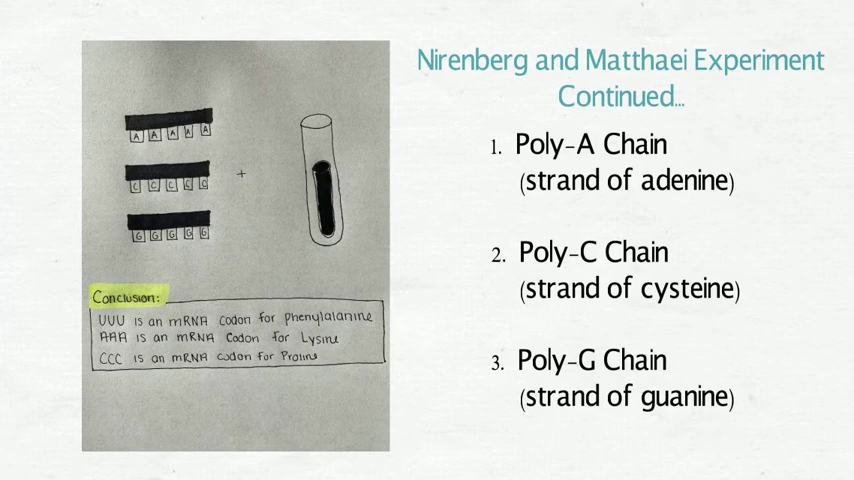 Nirenberg and Matthaei Experiment
Continued...
1. Poly-A Chain
(strand of adenine)
2. Poly-C Chain
(strand of cysteine)
3. Poly-G Chain
(strand of guanine)
A A A A A
C C C C C
+
G G G G G
Conclusion:
UUU is an mRNA codon for phenylalanine
AAA is an mRNA codon for Lysine
CCC is an mRNA codon for Proline